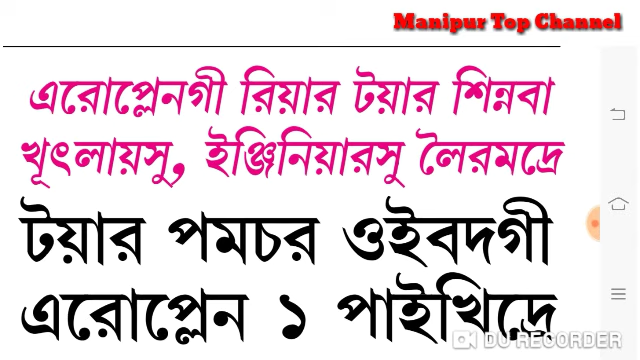 Manipur Top Channel
এরোপ্লেনগী রিয়ার টয়ার শিন্নবা
খূৎলায়সু, ইঞ্জিনিয়ারসু লৈরমদ্রে
টয়ার পমচর ওইবদগী
এরোপ্লেন ১ পাইখিদ্রে
DU RECORDER